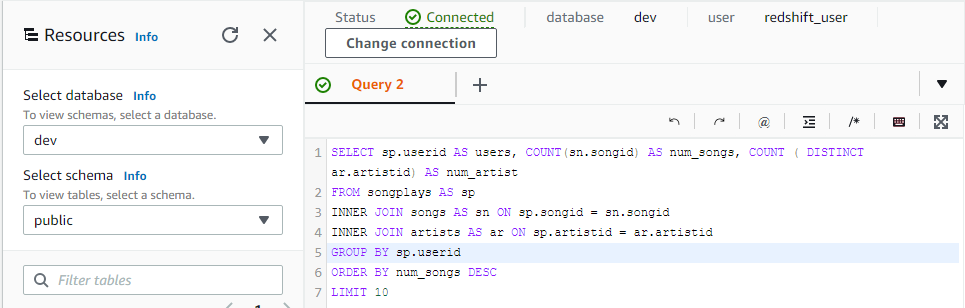 Resources Info
Select database Info
To view schemas, select a database.
dev
Select schema Info
To view tables, select a schema.
public
Filter tables
1
Status Connected database dev user redshift_user
Change connection
Query 2
@ /*
1 SELECT sp.userid AS users, COUNT(sn.songid) AS num_songs, COUNT ( DISTINCT
ar.artistid) AS num_artist
2 FROM songplays AS sp
3 INNER JOIN songs AS sn ON sp.songid = sn.songid
4 INNER JOIN artists AS ar ON sp.artistid = ar.artistid
5 GROUP BY sp.userid
6 ORDER BY num_songs DESC
7 LIMIT 10